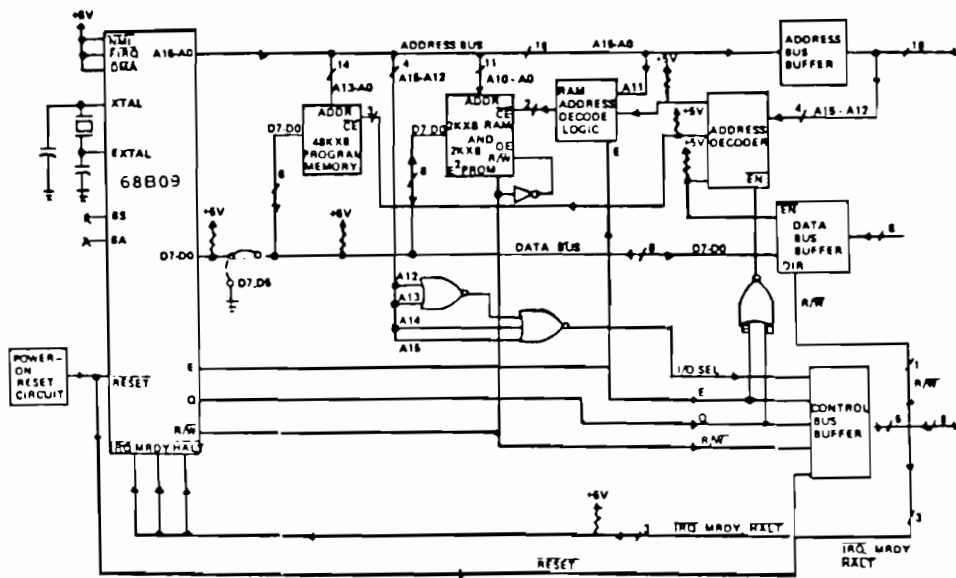 +5V
NMI
FIRQ
DMA
XTAL
EXTAL
68B09
BS
BA
D7-D0
+5V
D7,D5
POWER-
ON
RESET
CIRCUIT
RESET
E
Q
R/W
IRQ MRDY HALT
A15-A0
ADDRESS BUS
16
A15-A0
14
A13-A0
4
A15-A12
11
A10-A0
ADDR
CE
48KX8
PROGRAM
MEMORY
3
D7-D0
8
+5V
D7-D0
8
ADDR
CE
2KX8
RAM
AND
2KX8
OE
R/W
E2PROM
2
RAM
ADDRESS
DECODE
LOGIC
A11
E
+5V
+5V
+5V
ADDRESS
BUS
BUFFER
16
4
A15-A12
ADDRESS
DECODER
EN
DATA BUS
8
D7-D0
EN
DATA
BUS
BUFFER
DIR
8
R/W
A12
A13
A14
A15
I/O SEL
E
Q
R/W
CONTROL
BUS
BUFFER
1
R/W
6
8
+5V
3
IRQ MRDY HALT
3
IRQ MRDY
HALT
RESET